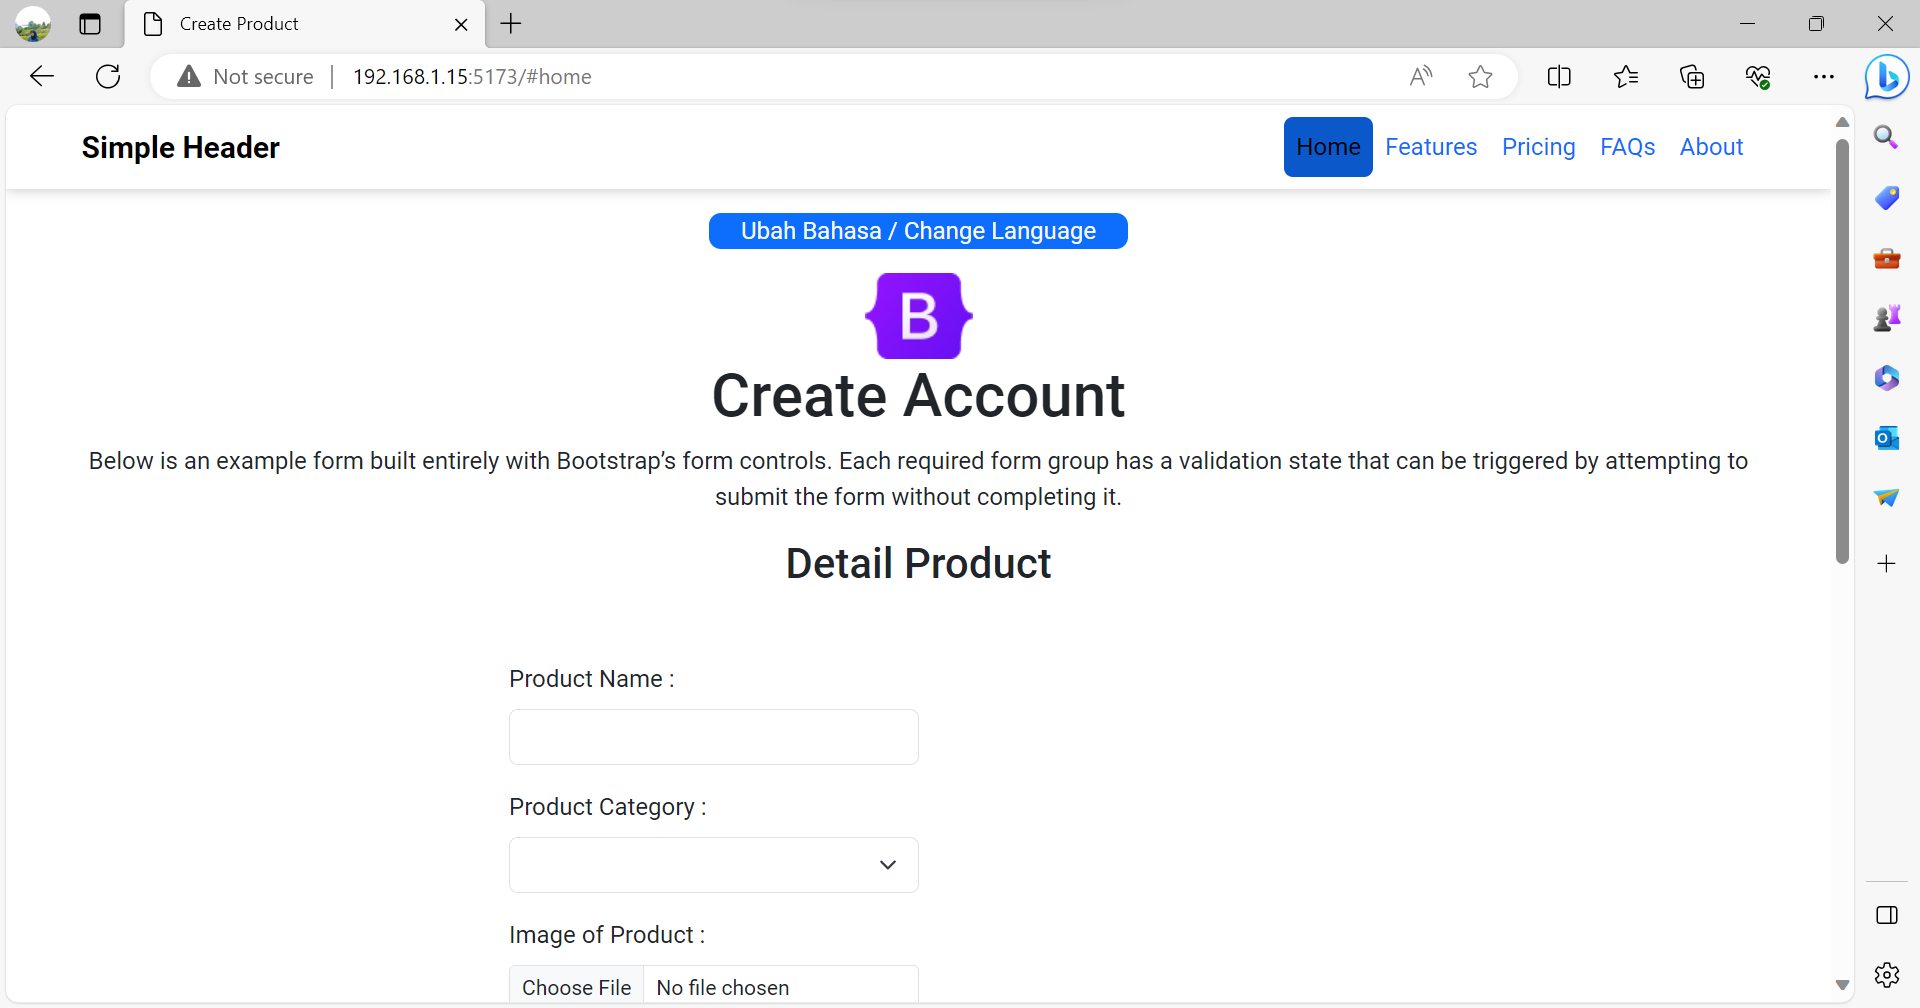 Create Product
Not secure
192.168.1.15:5173/#home
Simple Header
Home
Features
Pricing
FAQs
About
Ubah Bahasa / Change Language
B
Create Account
Below is an example form built entirely with Bootstrap’s form controls. Each required form group has a validation state that can be triggered by attempting to
submit the form without completing it.
Detail Product
Product Name :
Product Category :
Image of Product :
Choose File
No file chosen